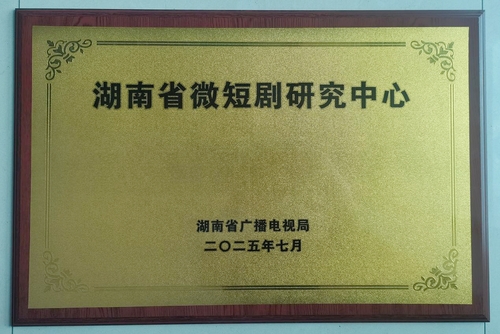 湖南省微短剧研究中心
湖南省广播电视局
二〇二五年七月